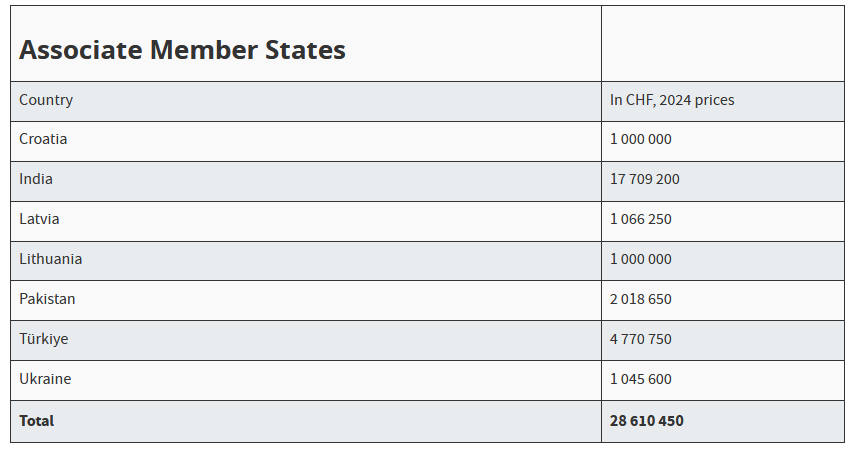 Associate Member States
Country In CHF, 2024 prices
Croatia 1 000 000
India 17 709 200
Latvia 1 066 250
Lithuania 1 000 000
Pakistan 2 018 650
Türkiye 4 770 750
Ukraine 1 045 600
Total 28 610 450